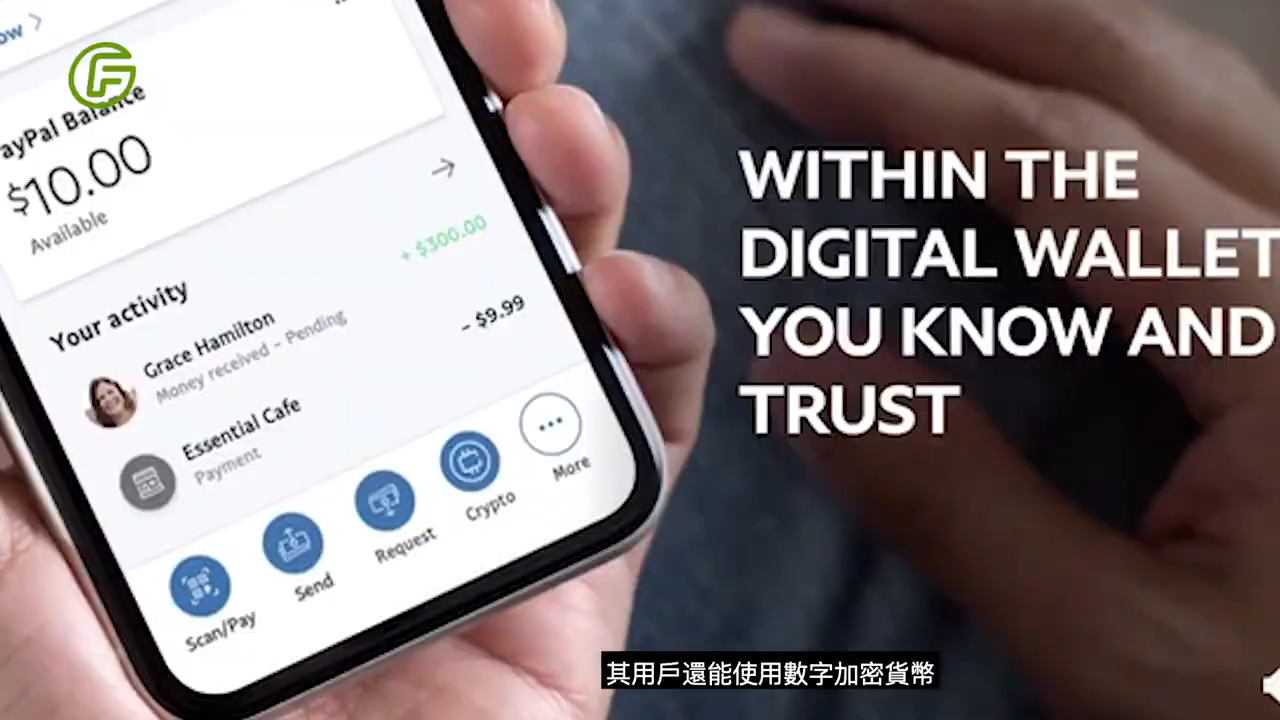 ow >
PayPal Balance
$10.00
Available
Your activity
Grace Hamilton
Money received - Pending
+ $300.00
Essential Cafe
Payment
- $9.99
Scan/Pay
Send
Request
Crypto
More
WITHIN THE
DIGITAL WALLET
YOU KNOW AND
TRUST
其用戶還能使用數字加密貨幣